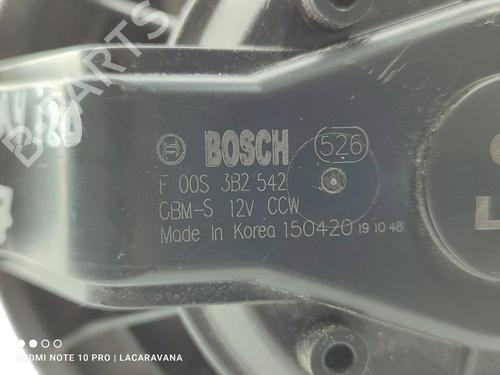 BOSCH 526
F 00S 3B2 542
CBM-S 12V CCW
Made In Korea 150420 19 10 48
B PARTS
REDMI NOTE 10 PRO | LACARAVANA